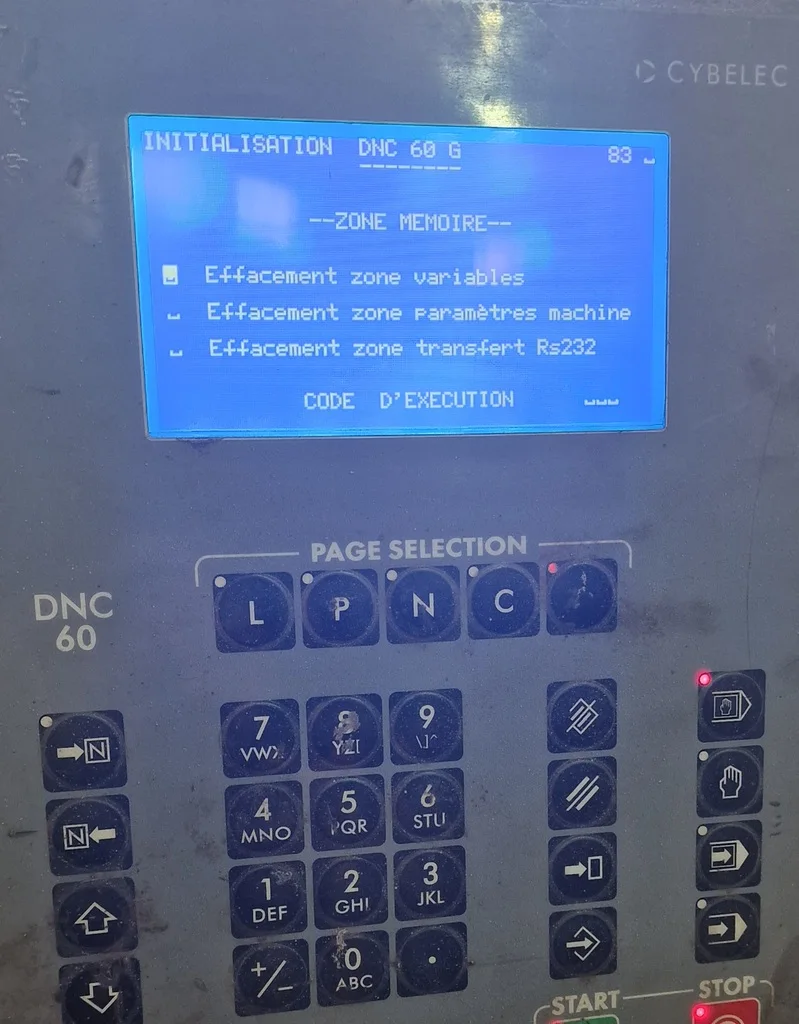 CYBELEC
INITIALISATION DNC 60 G 83
--ZONE MEMOIRE--
Effacement zone variables
Effacement zone paramètres machine
Effacement zone transfert Rs232
CODE D'EXECUTION
PAGE SELECTION
L P N C
DNC
60
7 8 9
VWX YZ[ \]^
N
4 5 6
MNO PQR STU
N
1 2 3
DEF GHI JKL
+/- 0 .
ABC
START STOP